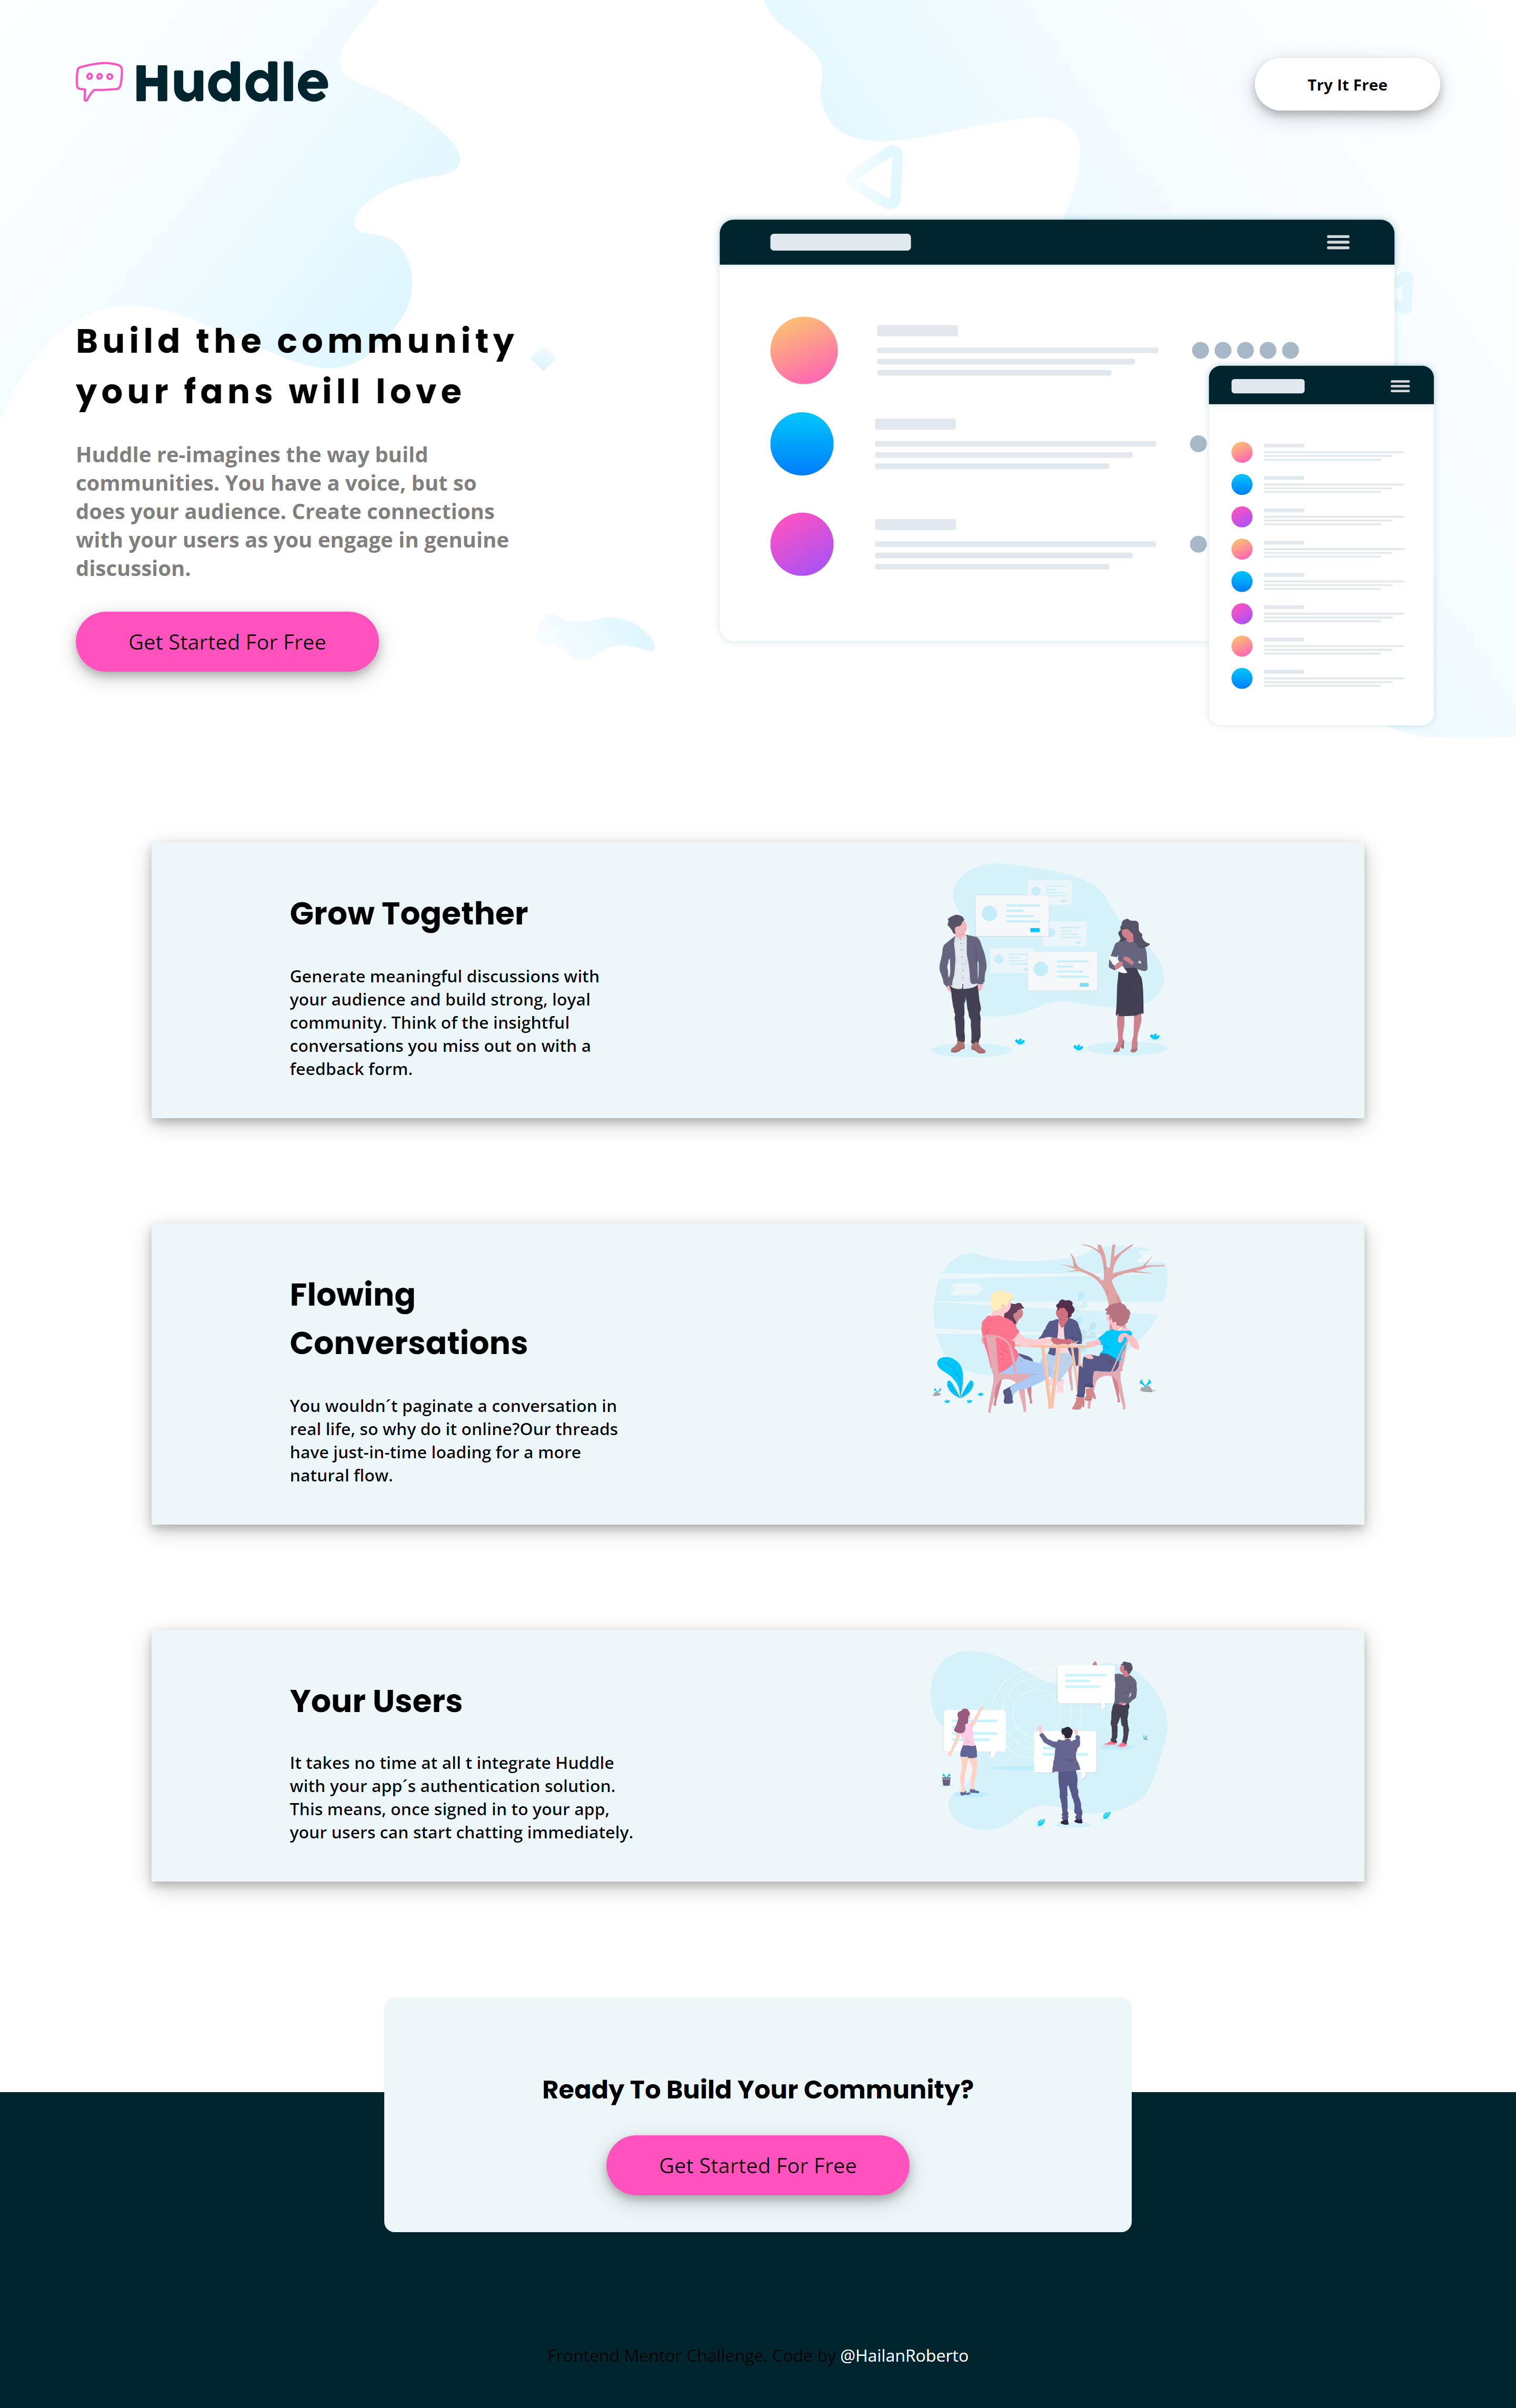 Huddle
Try It Free
Build the community
your fans will love
Huddle re-imagines the way build
communities. You have a voice, but so
does your audience. Create connections
with your users as you engage in genuine
discussion.
Get Started For Free
Grow Together
Generate meaningful discussions with
your audience and build strong, loyal
community. Think of the insightful
conversations you miss out on with a
feedback form.
Flowing
Conversations
You wouldn´t paginate a conversation in
real life, so why do it online?Our threads
have just-in-time loading for a more
natural flow.
Your Users
It takes no time at all t integrate Huddle
with your app´s authentication solution.
This means, once signed in to your app,
your users can start chatting immediately.
Ready To Build Your Community?
Get Started For Free
Frontend Mentor Challenge. Code by @HailanRoberto